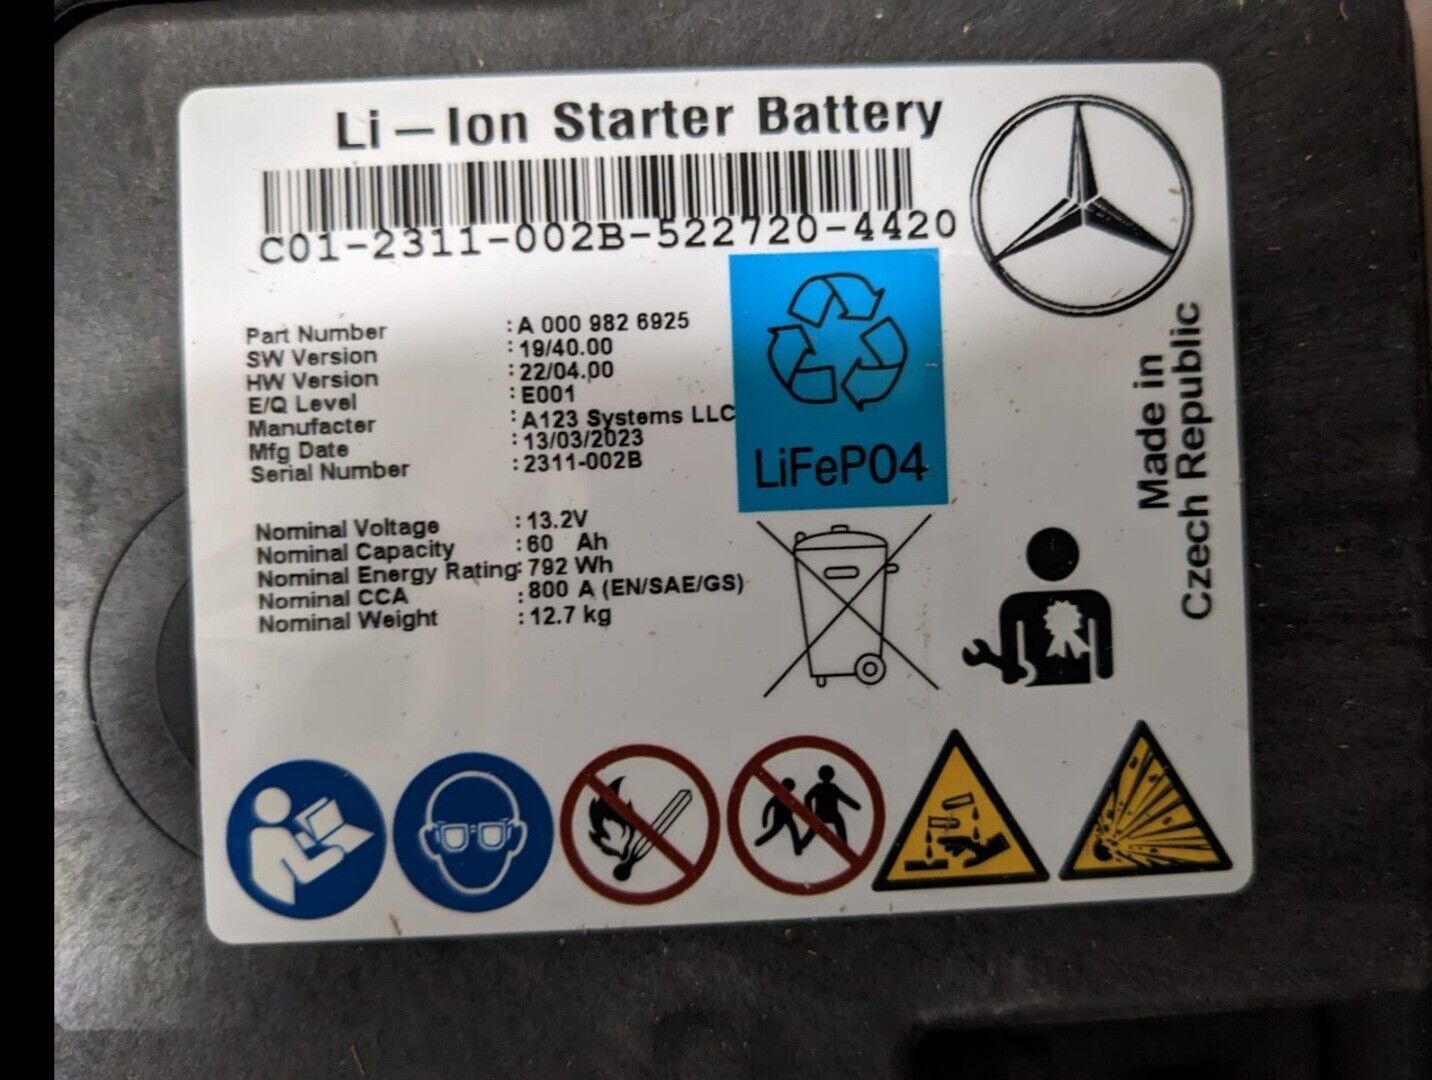 Li-Ion Starter Battery
C01-2311-002B-522720-4420
Part Number : A 000 982 6925
SW Version : 19/40.00
HW Version : 22/04.00
E/Q Level : E001
Manufacter : A123 Systems LLC
Mfg Date : 13/03/2023
Serial Number : 2311-002B
LiFePO4
Nominal Voltage : 13.2V
Nominal Capacity : 60 Ah
Nominal Energy Rating: 792 Wh
Nominal CCA : 800 A (EN/SAE/GS)
Nominal Weight : 12.7 kg
Made in
Czech Republic